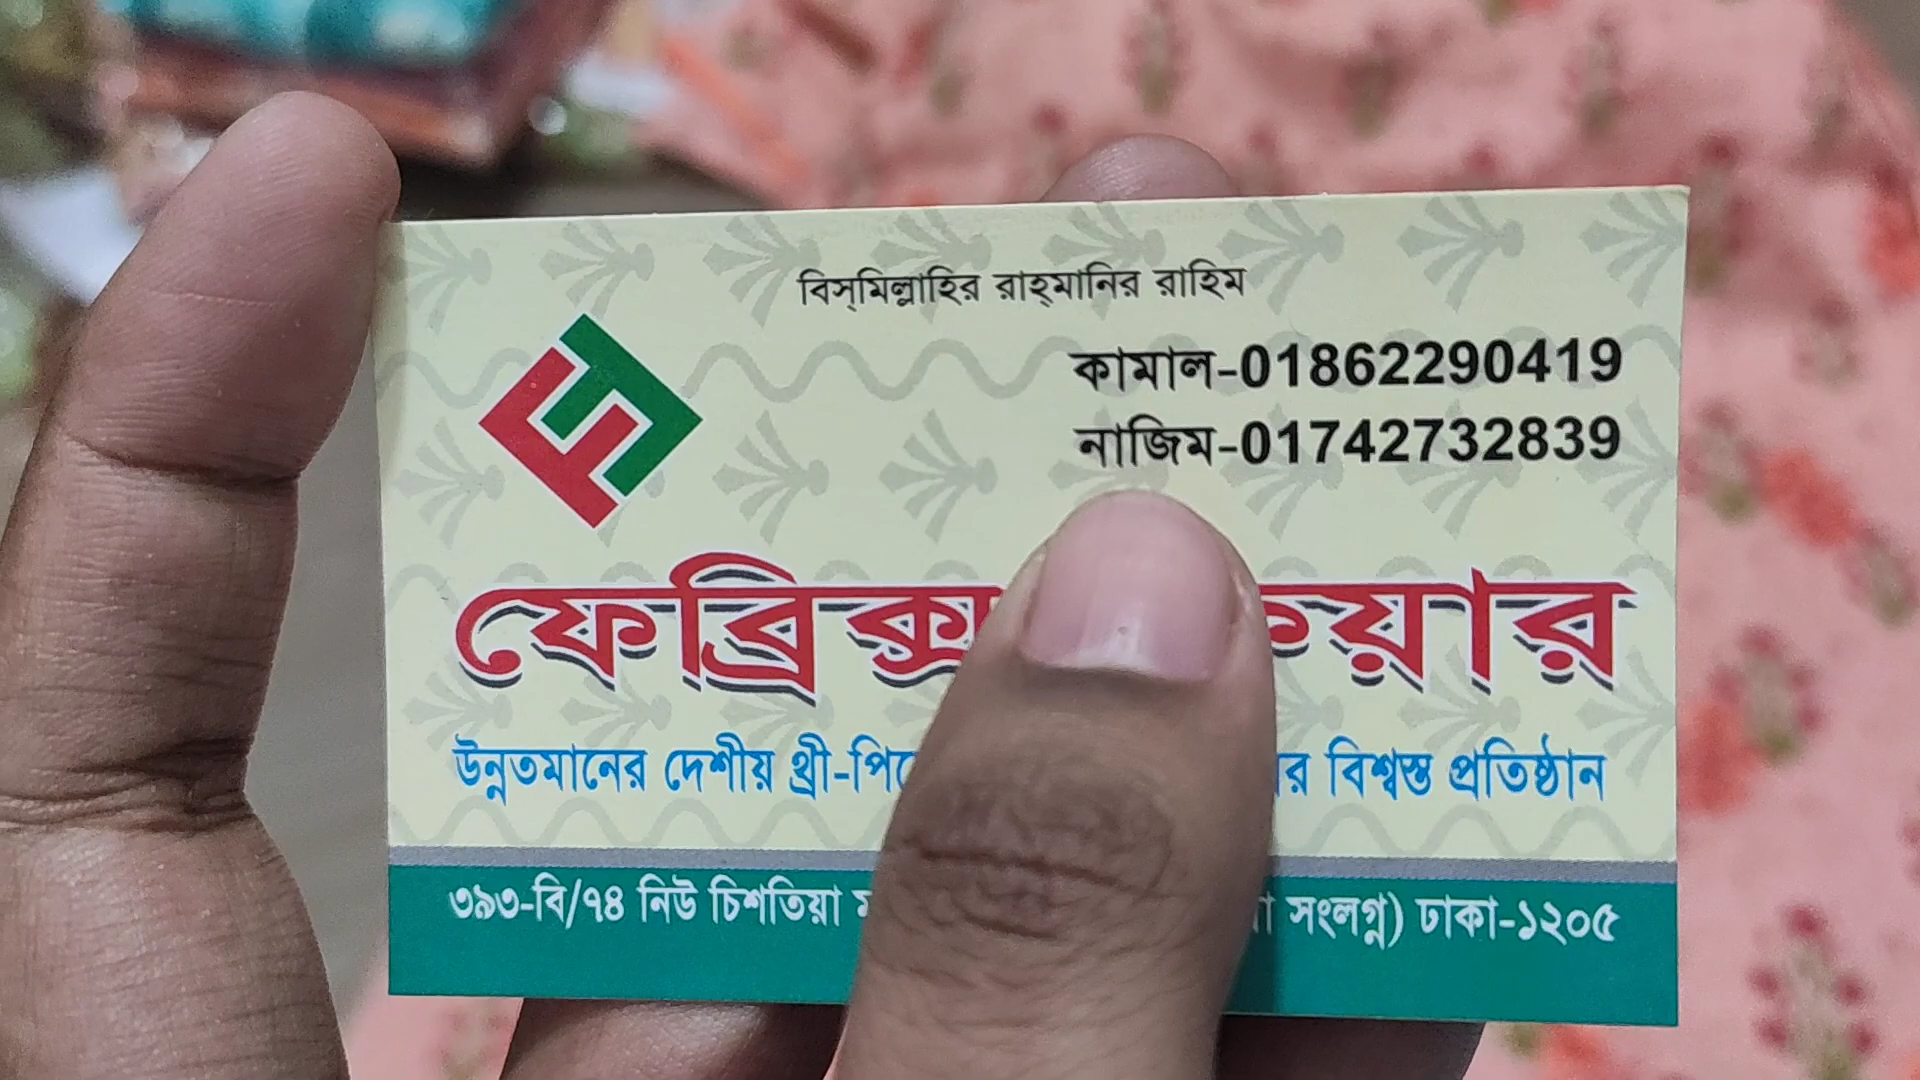 বিস্‌মিল্লাহির রাহ্‌মানির রাহিম
কামাল-01862290419
নাজিম-01742732839
ফেব্রিক্স
উন্নতমানের দেশীয় থ্রী-পি
বিশ্বস্ত প্রতিষ্ঠান
৩৯৩-বি/৭৪ নিউ চিশতিয়া
সংলগ্ন) ঢাকা-১২০৫